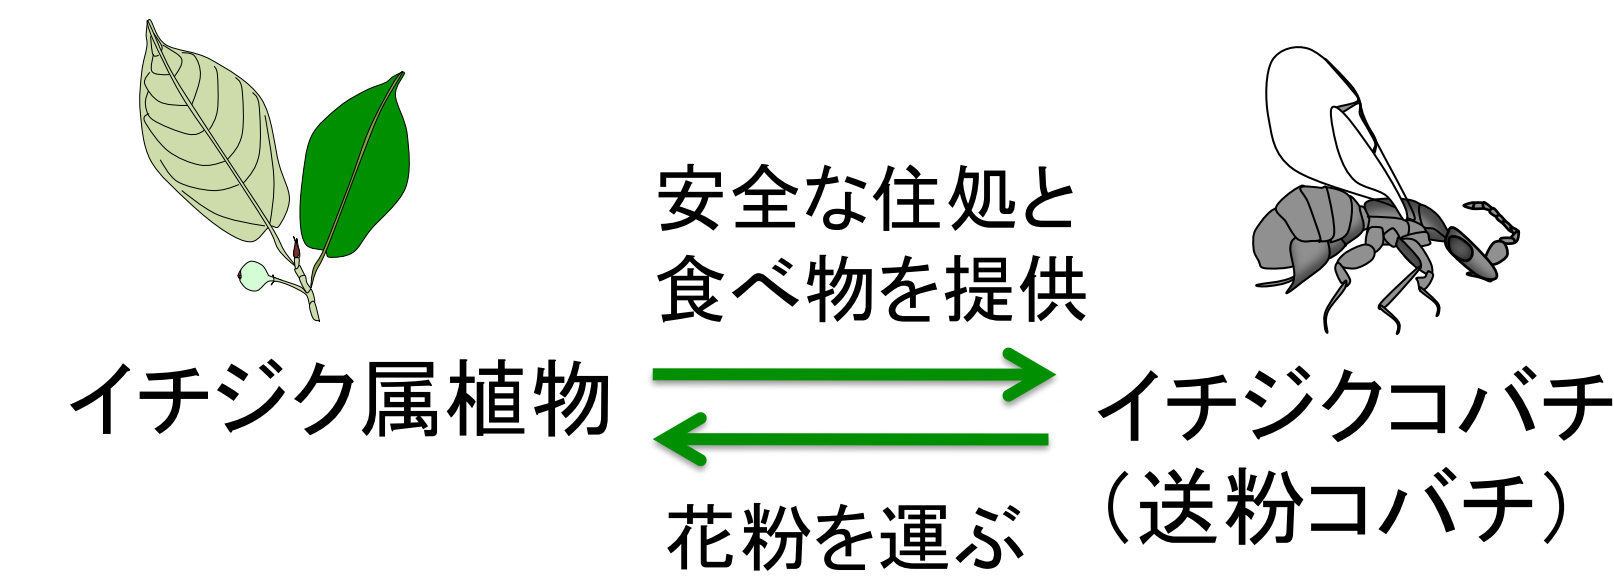 安全な住処と
食べ物を提供
イチジク属植物
イチジクコバチ
（送粉コバチ）
花粉を運ぶ